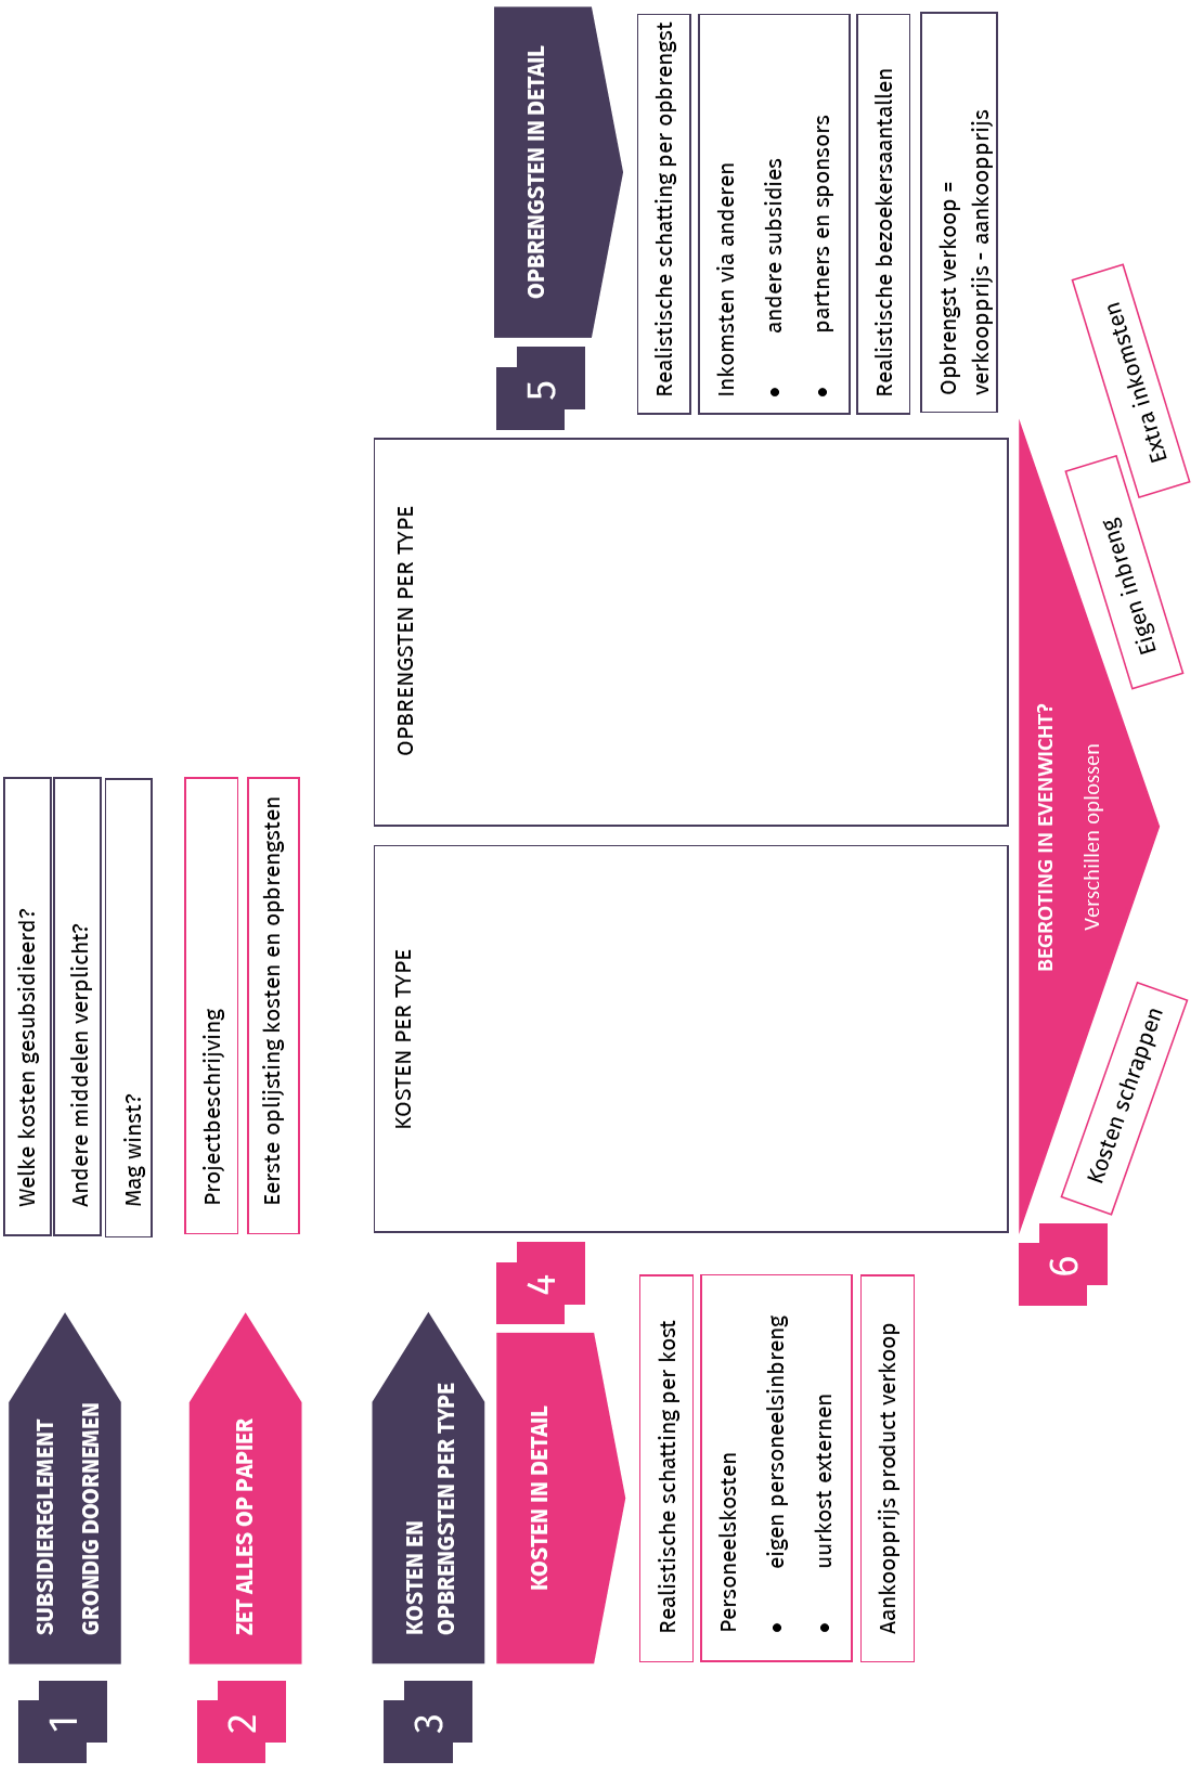 1
SUBSIDIEREGLEMENT
GRONDIG DOORNEMEN
Welke kosten gesubsidieerd?
Andere middelen verplicht?
Mag winst?
2
ZET ALLES OP PAPIER
Projectbeschrijving
Eerste oplijsting kosten en opbrengsten
3
KOSTEN EN
OPBRENGSTEN PER TYPE
KOSTEN PER TYPE
OPBRENGSTEN PER TYPE
4
KOSTEN IN DETAIL
Realistische schatting per kost
Personeelskosten
• eigen personeelsinbreng
• uurkost externen
Aankoopprijs product verkoop
5
OPBRENGSTEN IN DETAIL
Realistische schatting per opbrengst
Inkomsten via anderen
• andere subsidies
• partners en sponsors
Realistische bezoekersaantallen
Opbrengst verkoop =
verkoopprijs - aankoopprijs
6
BEGROTING IN EVENWICHT?
Verschillen oplossen
Kosten schrappen
Eigen inbreng
Extra inkomsten